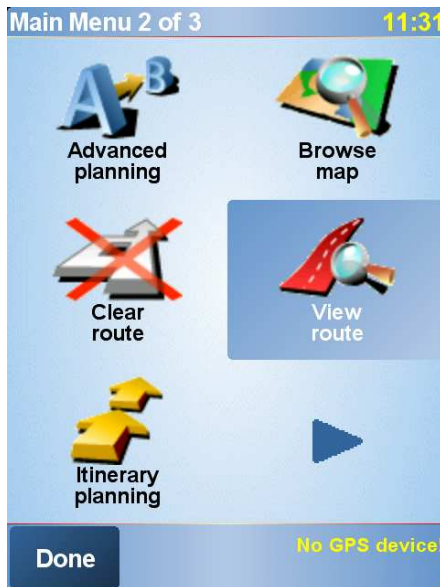 Main Menu 2 of 3 11:31
A B
Advanced
planning
Browse
map
Clear
route
View
route
Itinerary
planning
Done
No GPS device!